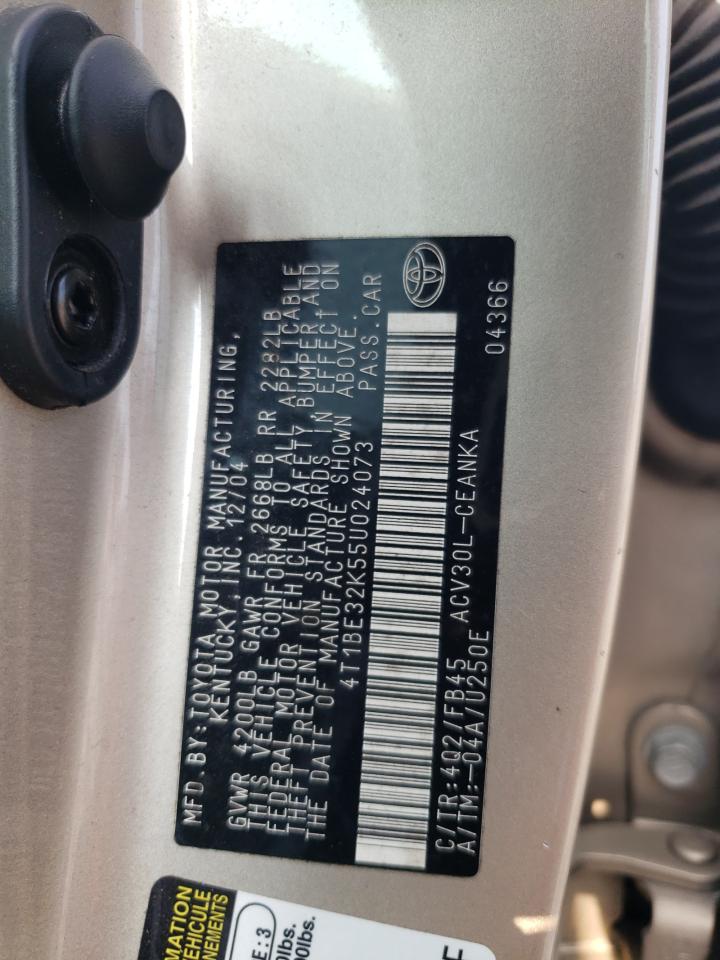 MFD.BY:TOYOTA MOTOR MANUFACTURING,
KENTUCKY INC.12/04
GVWR 4200LB GAWR FR 2668LB RR 2282LB
THIS VEHICLE CONFORMS TO ALL APPLICABLE
FEDERAL MOTOR VEHICLE SAFETY,BUMPER,AND
THEFT PREVENTION STANDARDS IN EFFECT ON
THE DATE OF MANUFACTURE SHOWN ABOVE.
4T1BE32K55U024073 PASS.CAR
C/TR:4Q2/FB45 ACV30L-CEANKA
A/TM:-04A/U250E 04366